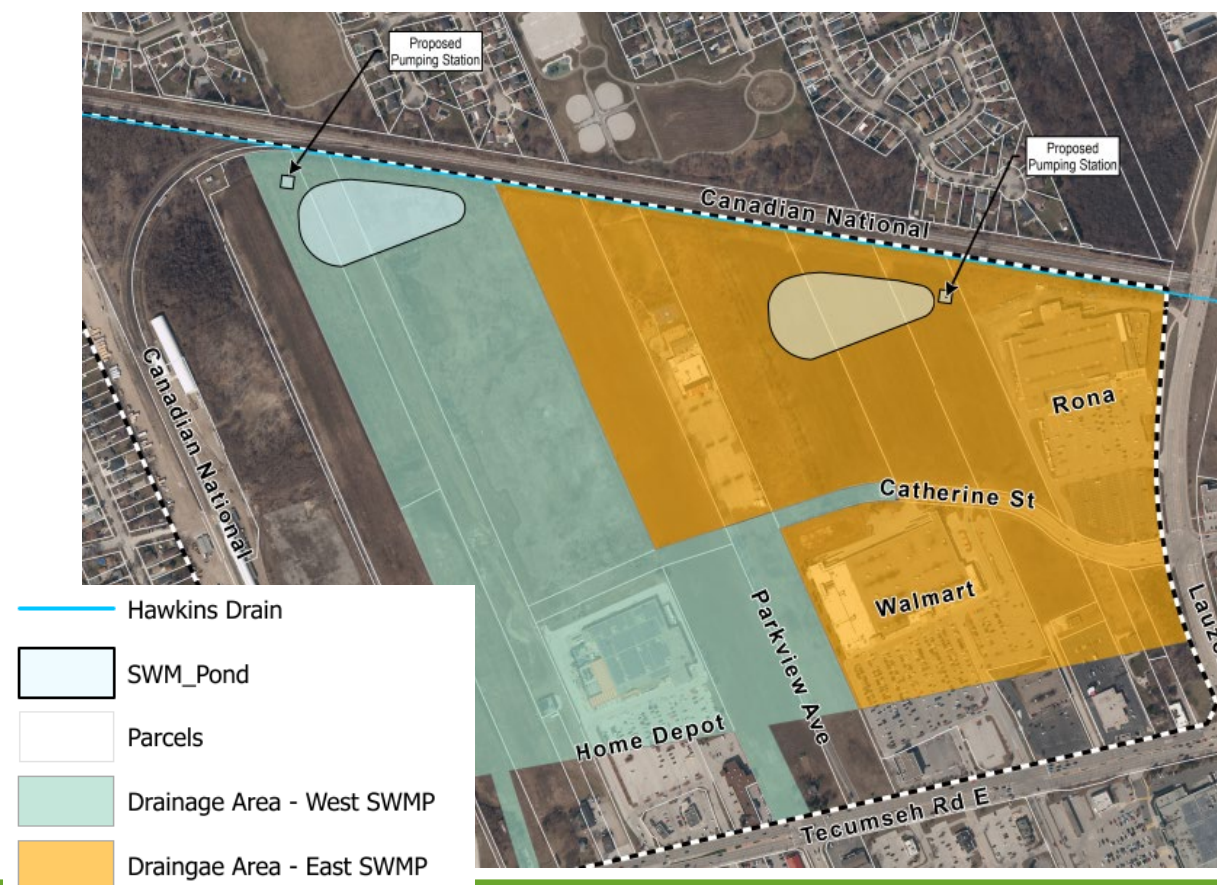 Proposed
Pumping Station
Proposed
Pumping Station
Canadian National
Canadian National
Rona
Catherine St
Walmart
Parkview Ave
Home Depot
Tecumseh Rd E
Hawkins Drain
SWM_Pond
Parcels
Drainage Area - West SWMP
Draingae Area - East SWMP